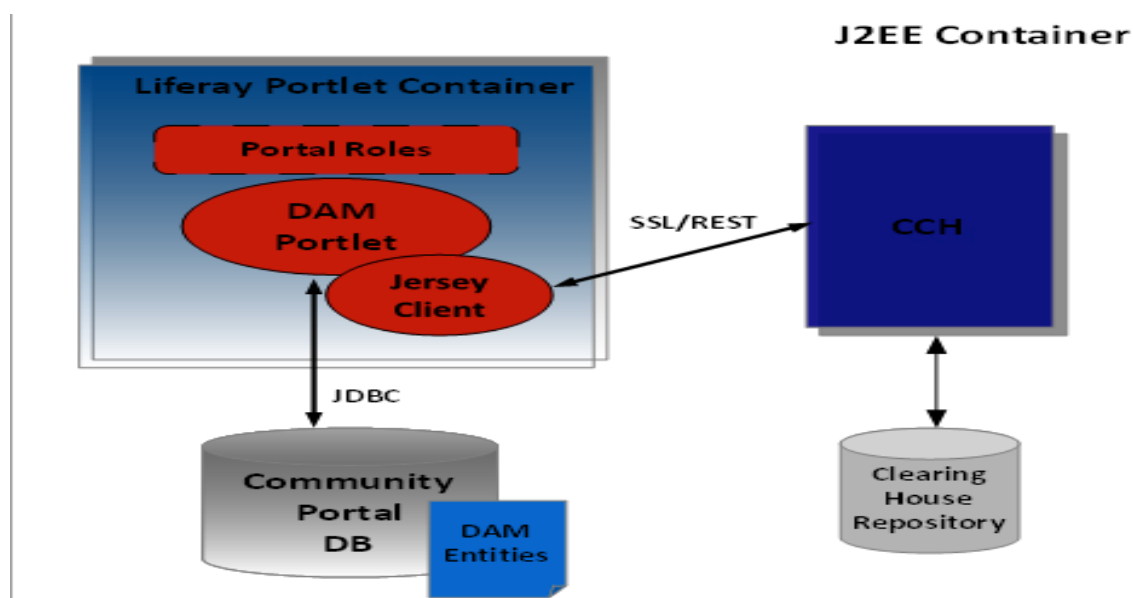 J2EE Container
Liferay Portlet Container
Portal Roles
DAM
Portlet
Jersey
Client
SSL/REST
CCH
JDBC
Community
Portal
DB
DAM
Entities
Clearing
House
Repository